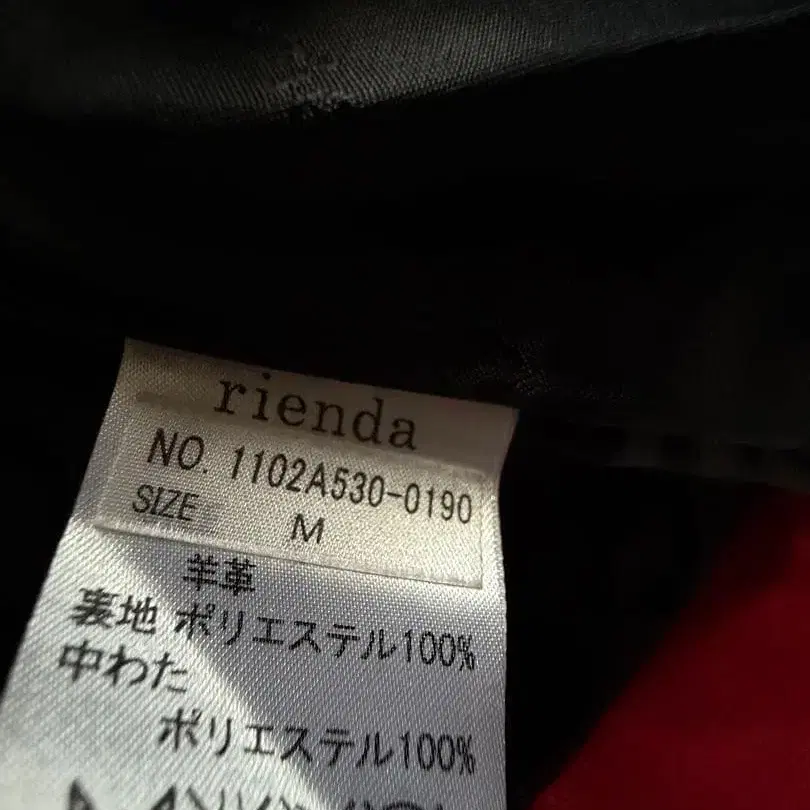 rienda
NO. 1102A530-0190
SIZE M
羊革
裏地 ポリエステル100%
中わた
ポリエステル100%